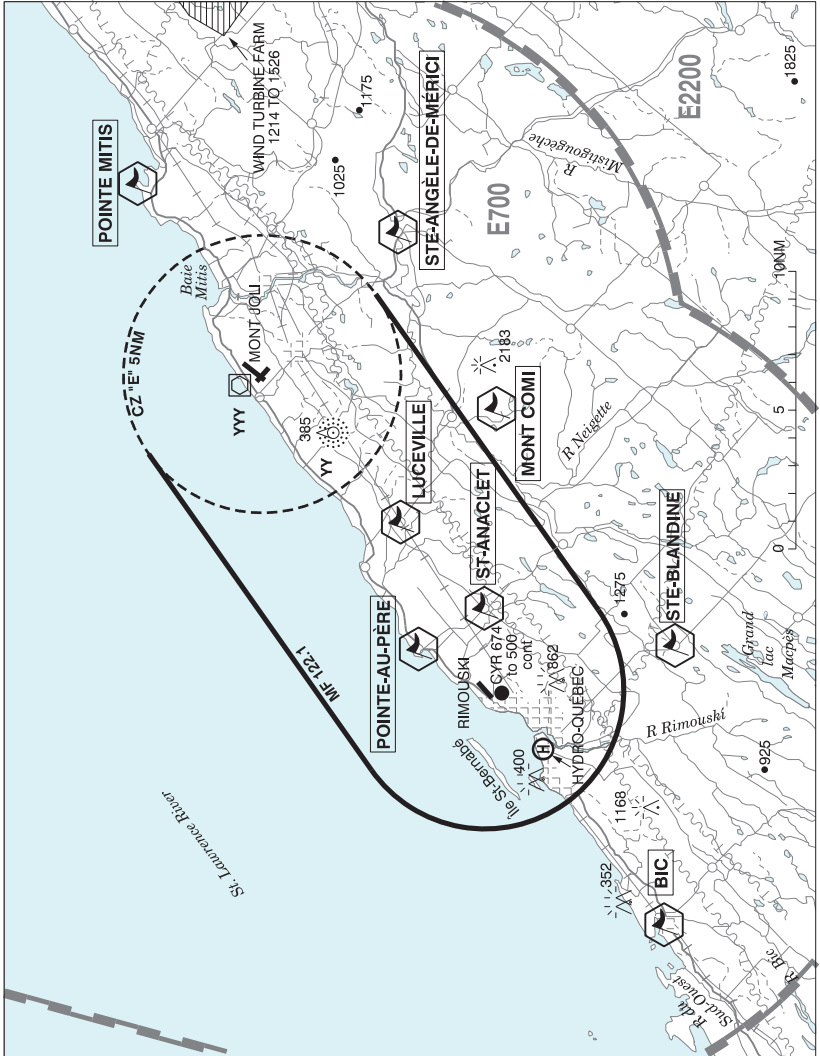 POINTE MITIS
WIND TURBINE FARM
1214 TO 1526
1175
1025
1825
E2200
R
Mistigougèche
STE-ANGÈLE-DE-MÉRICI
E700
Baie
Mitis
CZ "E" 5NM
MONT JOLI
YYY
385
YY
2183
MONT COMI
R Neigette
LUCEVILLE
ST-ANACLET
MF 122.1
POINTE-AU-PÈRE
RIMOUSKI
CYR 674
to 500
cont
862
1275
STE-BLANDINE
0
5
10NM
Grand
lac
Macpès
Île St-Bernabé
400
H
HYDRO-QUÉBEC
R Rimouski
925
1168
St. Lawrence River
352
BIC
R Bic
R du
Sud-Ouest